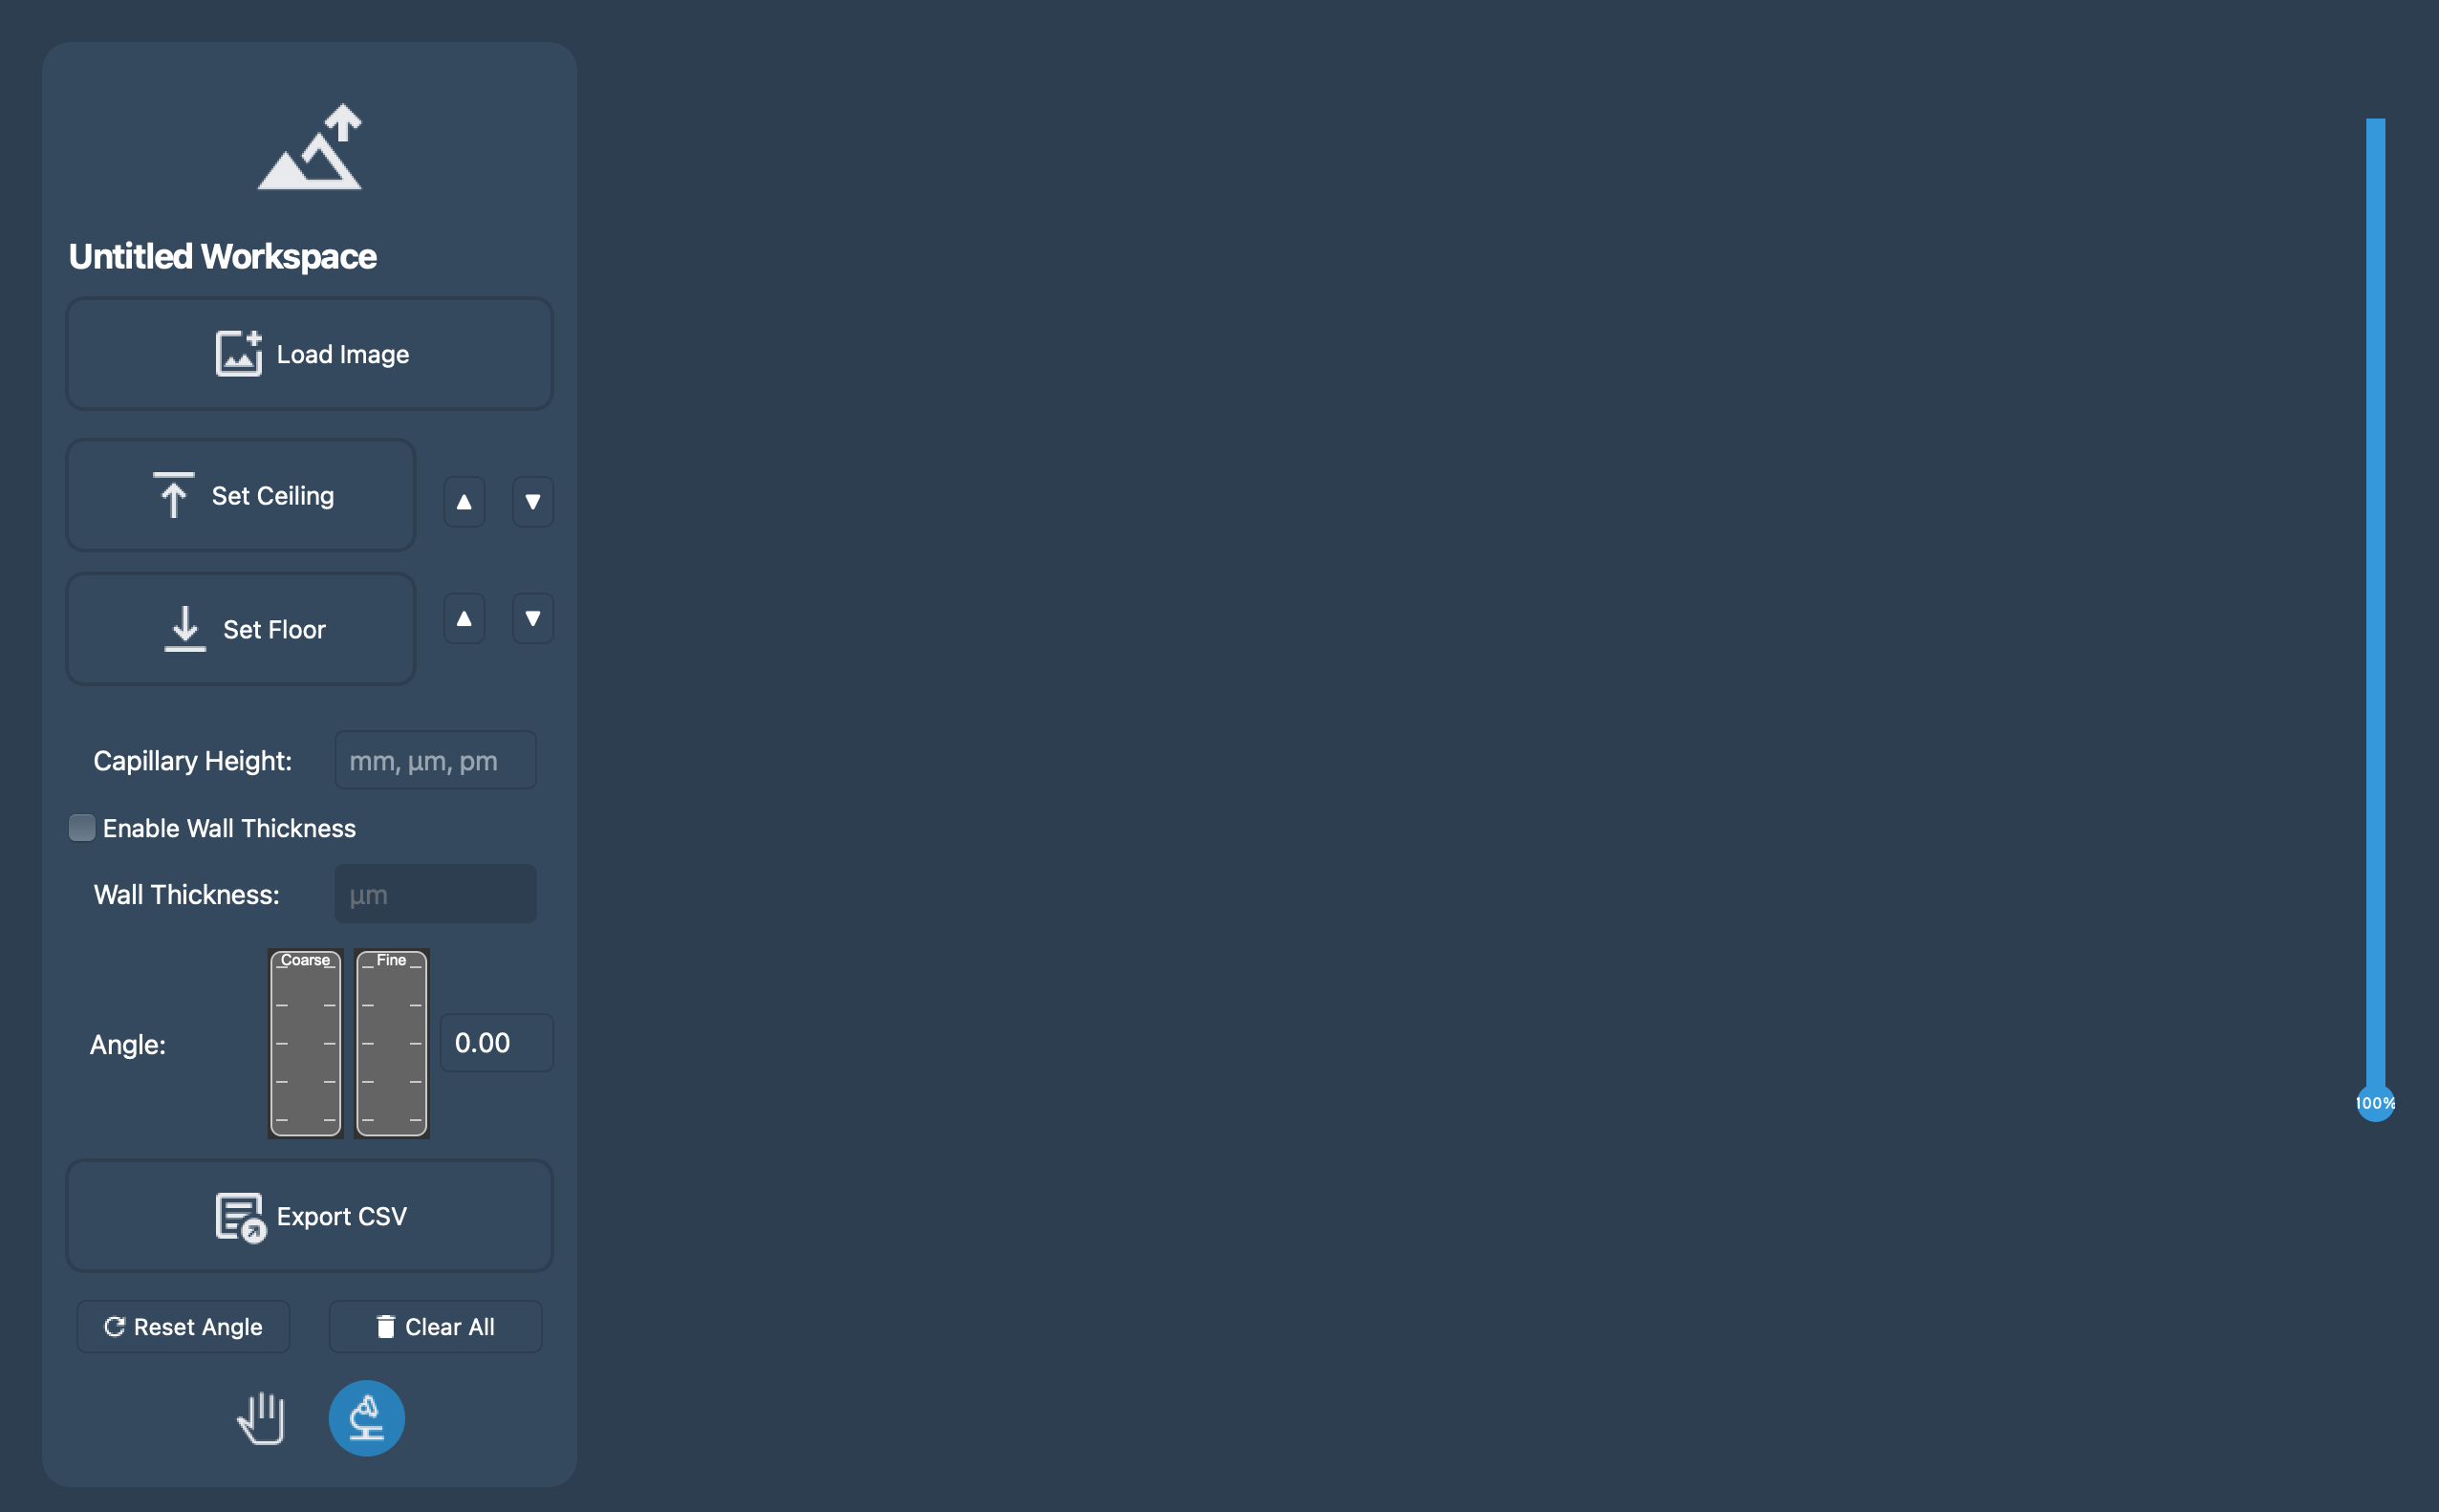 Untitled Workspace
Load Image
Set Ceiling
▲ ▼
Set Floor
▲ ▼
Capillary Height: mm, µm, pm
Enable Wall Thickness
Wall Thickness: µm
Coarse Fine
Angle: 0.00
100%
Export CSV
Reset Angle Clear All